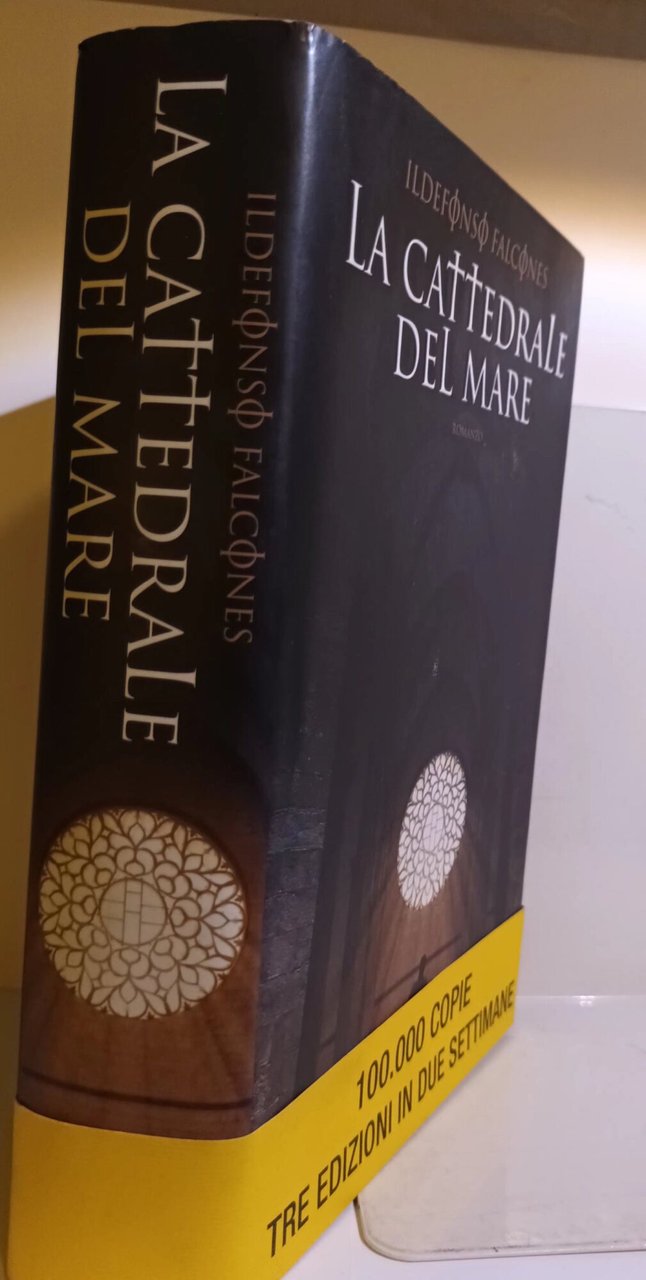 LA CATTEDRALE
DEL MARE
ILDEFONSO FALCONES
ILDEFONSO FALCONES
LA CATTEDRALE
DEL MARE
ROMANZO
100.000 COPIE
TRE EDIZIONI IN DUE SETTIMANE